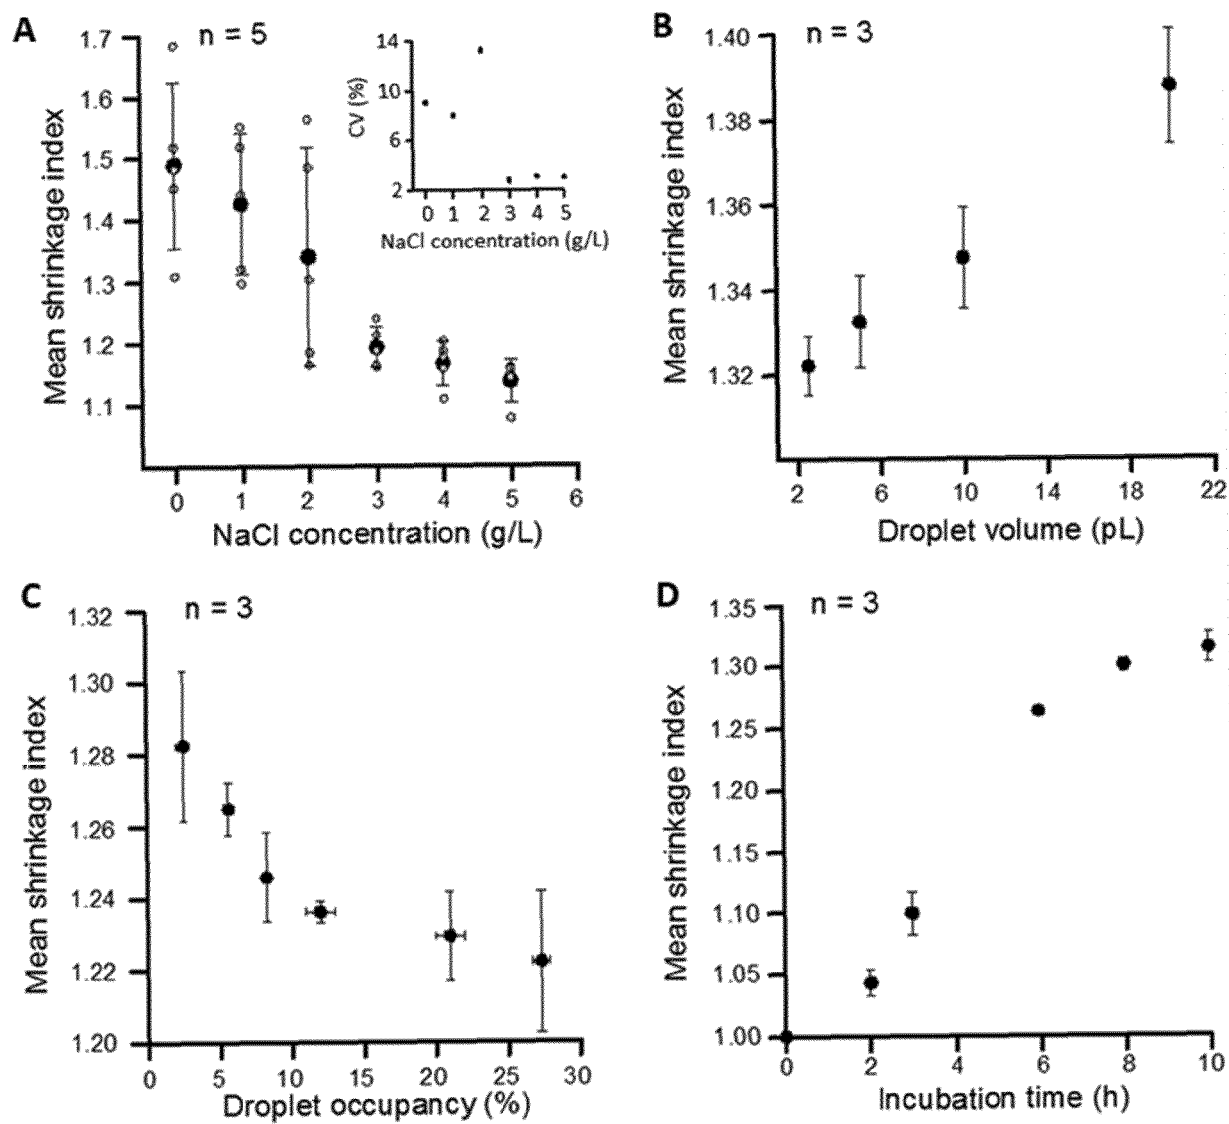 A
n = 5
Mean shrinkage index
1.7
1.6
1.5
1.4
1.3
1.2
1.1
0 1 2 3 4 5 6
NaCl concentration (g/L)
CV (%)
14
10
6
2
0 1 2 3 4 5
NaCl concentration (g/L)
B
n = 3
Mean shrinkage index
1.40
1.38
1.36
1.34
1.32
2 6 10 14 18 22
Droplet volume (pL)
C
n = 3
Mean shrinkage index
1.32
1.30
1.28
1.26
1.24
1.22
1.20
0 5 10 15 20 25 30
Droplet occupancy (%)
D
n = 3
Mean shrinkage index
1.35
1.30
1.25
1.20
1.15
1.10
1.05
1.00
0 2 4 6 8 10
Incubation time (h)